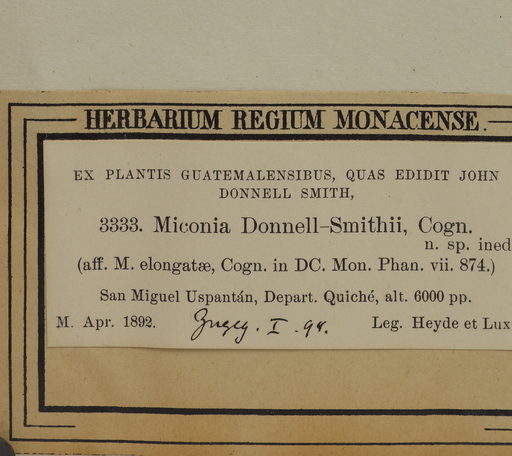 HERBARIUM REGIUM MONACENSE.
EX PLANTIS GUATEMALENSIBUS, QUAS EDIDIT JOHN
DONNELL SMITH,
3333. Miconia Donnell-Smithii, Cogn.
n. sp. ined
(aff. M. elongatæ, Cogn. in DC. Mon. Phan. vii. 874.)
San Miguel Uspantán, Depart. Quiché, alt. 6000 pp.
M. Apr. 1892. Zugeg. I. 94. Leg. Heyde et Lux